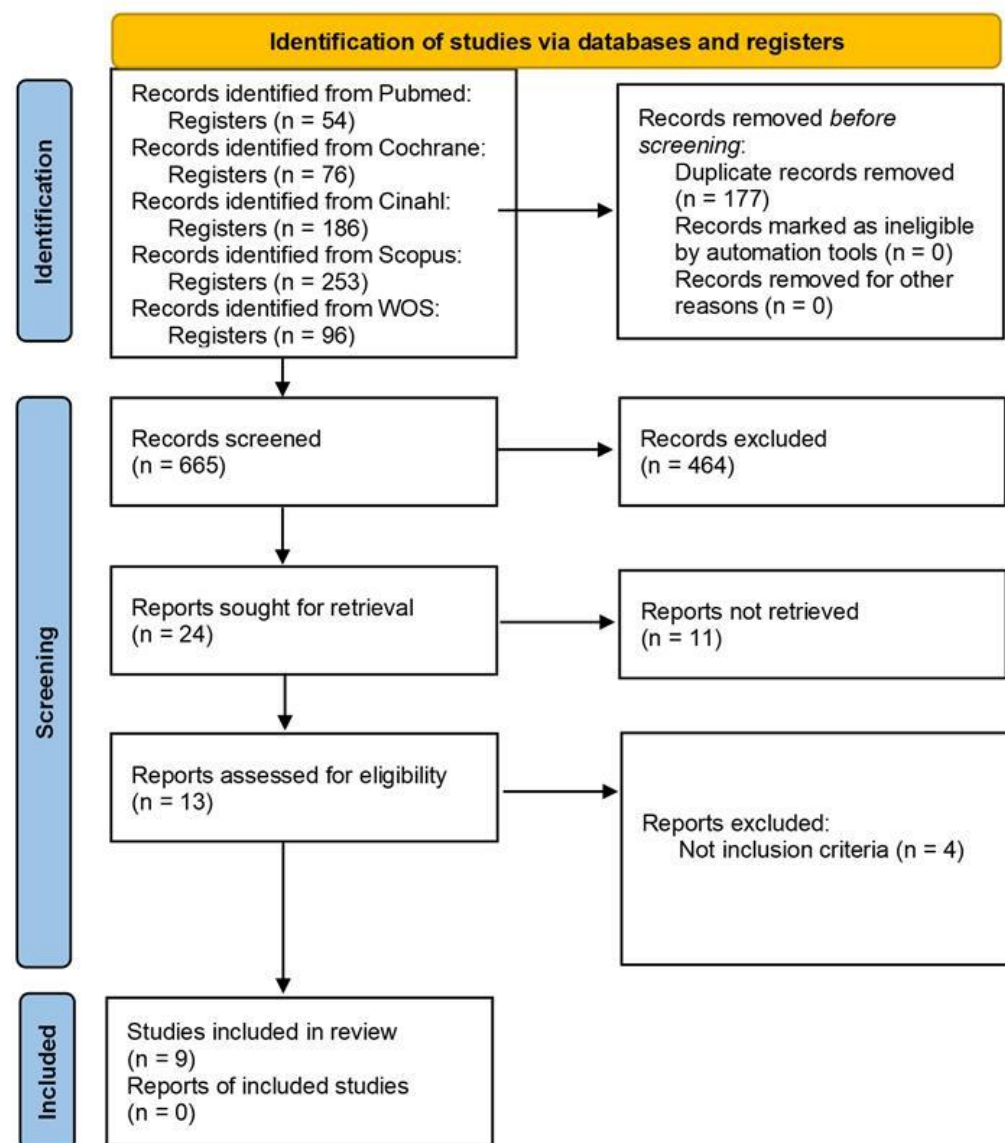 Identification of studies via databases and registers
Identification
Records identified from Pubmed:
Registers (n = 54)
Records identified from Cochrane:
Registers (n = 76)
Records identified from Cinahl:
Registers (n = 186)
Records identified from Scopus:
Registers (n = 253)
Records identified from WOS:
Registers (n = 96)
Records removed before
screening:
Duplicate records removed
(n = 177)
Records marked as ineligible
by automation tools (n = 0)
Records removed for other
reasons (n = 0)
Screening
Records screened
(n = 665)
Records excluded
(n = 464)
Reports sought for retrieval
(n = 24)
Reports not retrieved
(n = 11)
Reports assessed for eligibility
(n = 13)
Reports excluded:
Not inclusion criteria (n = 4)
Included
Studies included in review
(n = 9)
Reports of included studies
(n = 0)